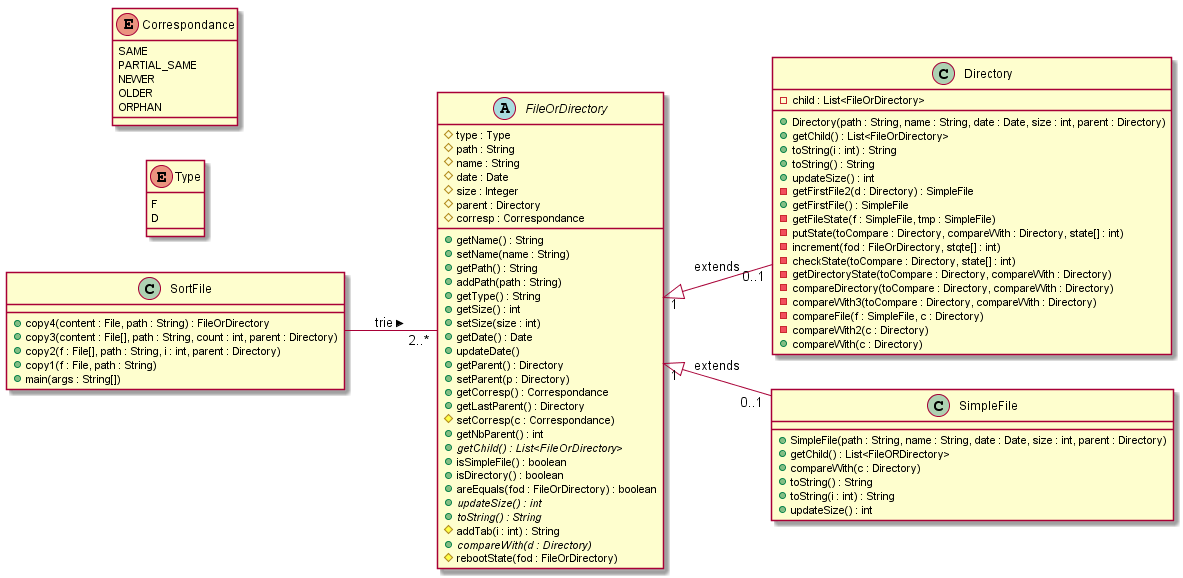 E Correspondance
SAME
PARTIAL_SAME
NEWER
OLDER
ORPHAN
E Type
F
D
C SortFile
copy4(content : File, path : String) : FileOrDirectory
copy3(content : File[], path : String, count : int, parent : Directory)
copy2(f : File[], path : String, i : int, parent : Directory)
copy1(f : File, path : String)
main(args : String[])
trie ▶
2..*
A FileOrDirectory
type : Type
path : String
name : String
date : Date
size : Integer
parent : Directory
corresp : Correspondance
getName() : String
setName(name : String)
getPath() : String
addPath(path : String)
getType() : String
getSize() : int
setSize(size : int)
getDate() : Date
updateDate()
getParent() : Directory
setParent(p : Directory)
getCorresp() : Correspondance
getLastParent() : Directory
setCorresp(c : Correspondance)
getNbParent() : int
getChild() : List<FileOrDirectory>
isSimpleFile() : boolean
isDirectory() : boolean
areEquals(fod : FileOrDirectory) : boolean
updateSize() : int
toString() : String
addTab(i : int) : String
compareWith(d : Directory)
rebootState(fod : FileOrDirectory)
extends
0..1
1
extends
1
0..1
C Directory
child : List<FileOrDirectory>
Directory(path : String, name : String, date : Date, size : int, parent : Directory)
getChild() : List<FileOrDirectory>
toString(i : int) : String
toString() : String
updateSize() : int
getFirstFile2(d : Directory) : SimpleFile
getFirstFile() : SimpleFile
getFileState(f : SimpleFile, tmp : SimpleFile)
putState(toCompare : Directory, compareWith : Directory, state[] : int)
increment(fod : FileOrDirectory, stqte[] : int)
checkState(toCompare : Directory, state[] : int)
getDirectoryState(toCompare : Directory, compareWith : Directory)
compareDirectory(toCompare : Directory, compareWith : Directory)
compareWith3(toCompare : Directory, compareWith : Directory)
compareFile(f : SimpleFile, c : Directory)
compareWith2(c : Directory)
compareWith(c : Directory)
C SimpleFile
SimpleFile(path : String, name : String, date : Date, size : int, parent : Directory)
getChild() : List<FileORDirectory>
compareWith(c : Directory)
toString() : String
toString(i : int) : String
updateSize() : int